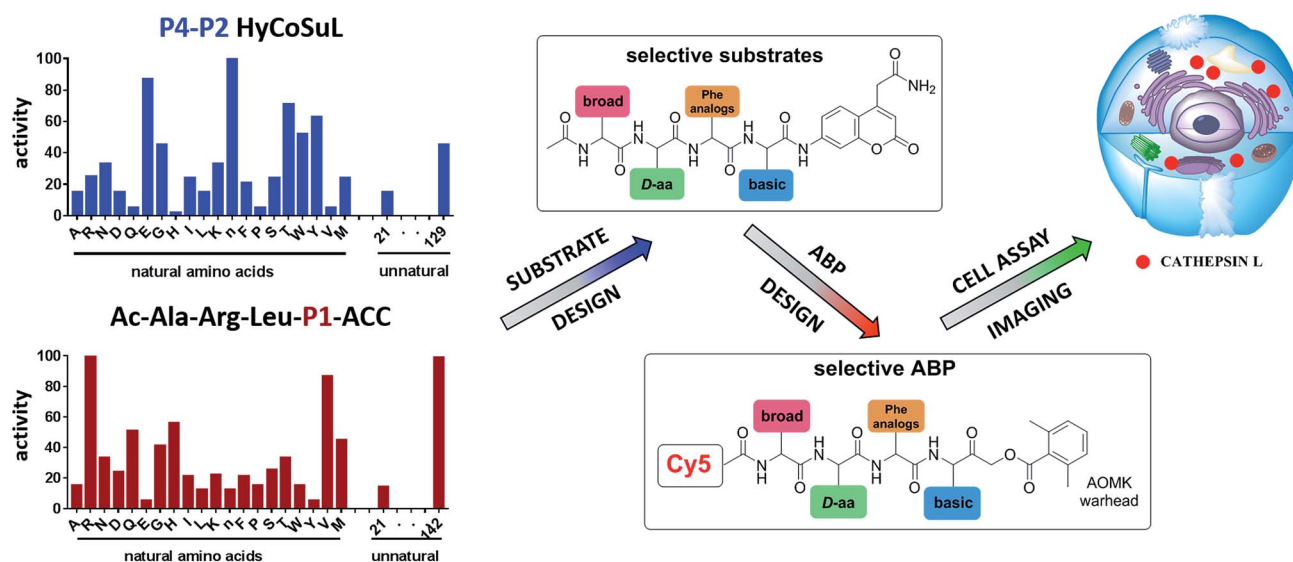 P4-P2 HyCoSuL
activity
100
80
60
40
20
0
A R N D Q E G H I L K n F P S T W Y V M 21 . . 129
natural amino acids unnatural
Ac-Ala-Arg-Leu-P1-ACC
activity
100
80
60
40
20
0
A R N D Q E G H I L K n F P S T W Y V M 21 . . 142
natural amino acids unnatural
SUBSTRATE
DESIGN
selective substrates
broad
Phe
analogs
D-aa
basic
O
N
H
O
H
N
O
N
H
O
H
N
O
N
H
O
O
O
NH2
ABP
DESIGN
selective ABP
Cy5
broad
Phe
analogs
D-aa
basic
O
N
H
O
H
N
O
N
H
O
H
N
O
O
O
AOMK
warhead
CELL ASSAY
IMAGING
CATHEPSIN L